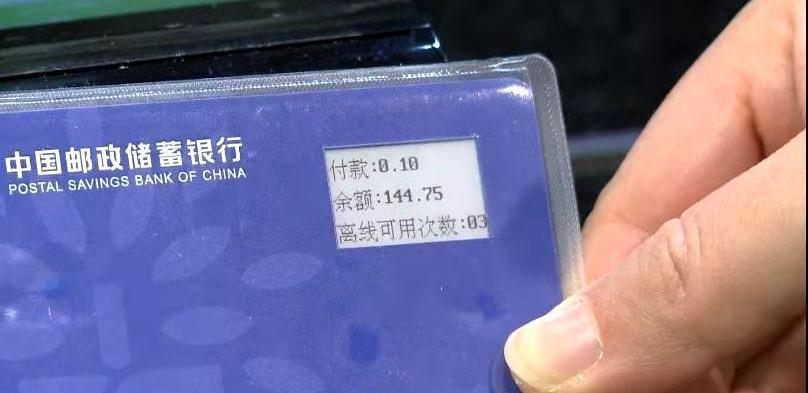 中国邮政储蓄银行
POSTAL SAVINGS BANK OF CHINA
付款:0.10
余额:144.75
离线可用次数:03